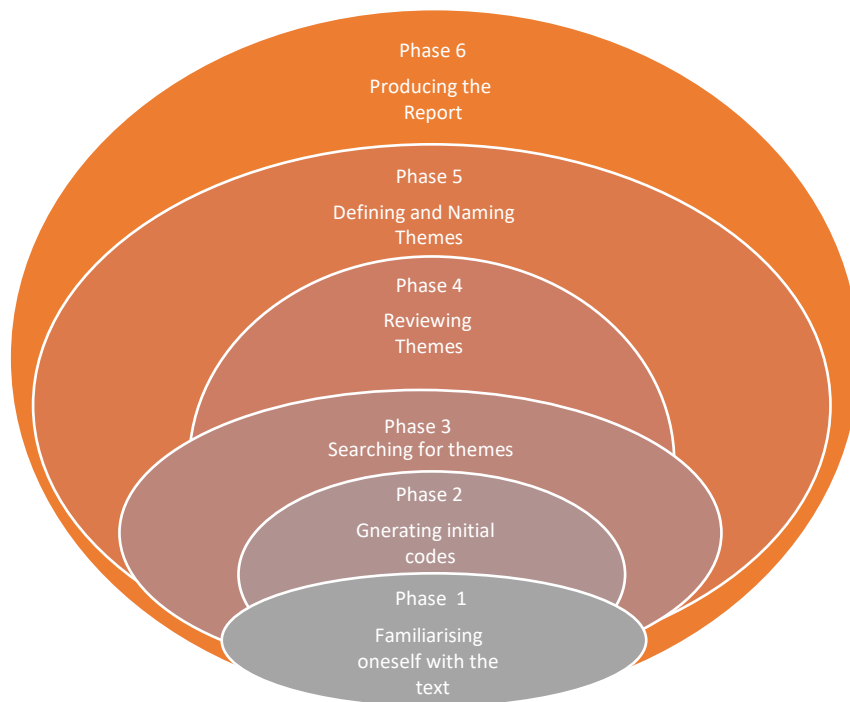 Phase 6
Producing the
Report
Phase 5
Defining and Naming
Themes
Phase 4
Reviewing
Themes
Phase 3
Searching for themes
Phase 2
Gnerating initial
codes
Phase 1
Familiarising
oneself with the
text